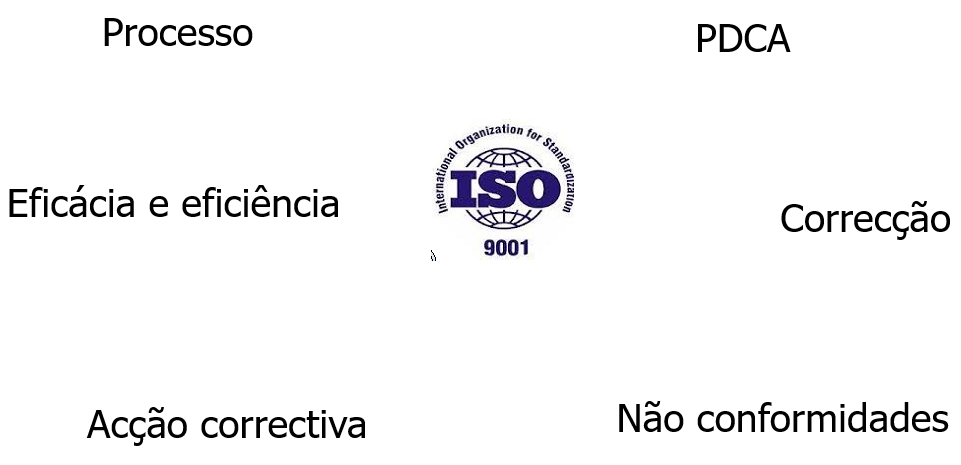 Processo
PDCA
International Organization for Standardization
ISO
9001
Eficácia e eficiência
Correcção
Acção correctiva
Não conformidades